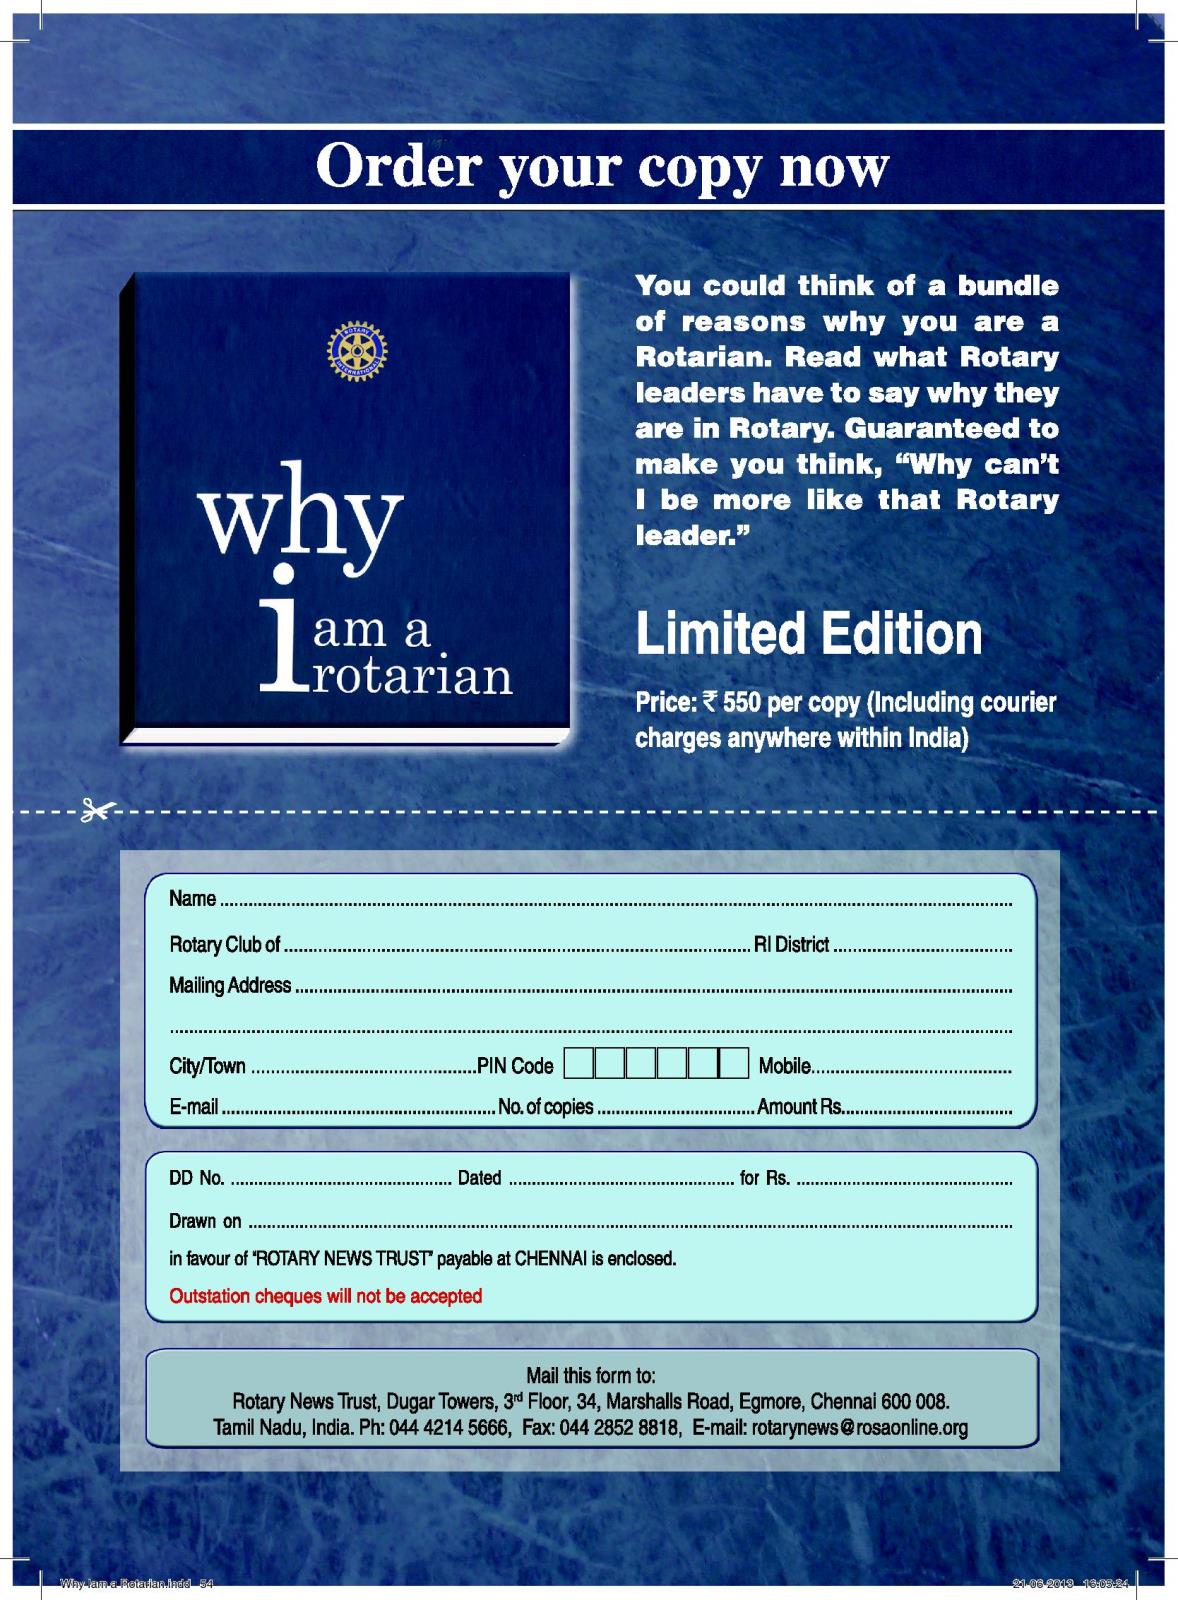 Order your copy now
ROTARY
INTERNATIONAL
why
i am a
rotarian
You could think of a bundle
of reasons why you are a
Rotarian. Read what Rotary
leaders have to say why they
are in Rotary. Guaranteed to
make you think, “Why can’t
I be more like that Rotary
leader.”
Limited Edition
Price: ₹ 550 per copy (Including courier
charges anywhere within India)
Name ........................................
Rotary Club of ........................................ RI District ....................
Mailing Address ........................................
........................................
City/Town ........................................PIN Code Mobile........................................
E-mail ........................................ No. of copies .............................. Amount Rs..............................
DD No. ........................................ Dated ........................................ for Rs. ........................................
Drawn on ........................................
in favour of "ROTARY NEWS TRUST" payable at CHENNAI is enclosed.
Outstation cheques will not be accepted
Mail this form to:
Rotary News Trust, Dugar Towers, 3rd Floor, 34, Marshalls Road, Egmore, Chennai 600 008.
Tamil Nadu, India. Ph: 044 4214 5666, Fax: 044 2852 8818, E-mail: rotarynews@rosaonline.org
Why Iam a Rotarian.indd 54 21-06-2013 16:05:24